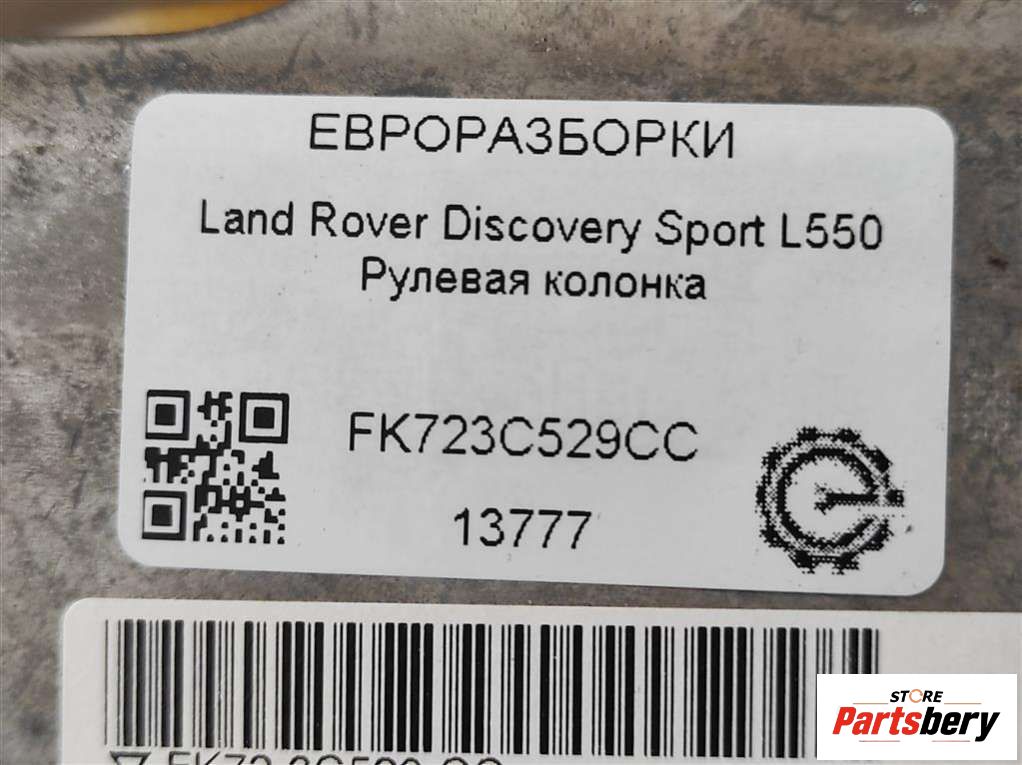 ЕВРОРАЗБОРКИ
Land Rover Discovery Sport L550
Рулевая колонка
FK723C529CC
13777
STORE
Partsbery